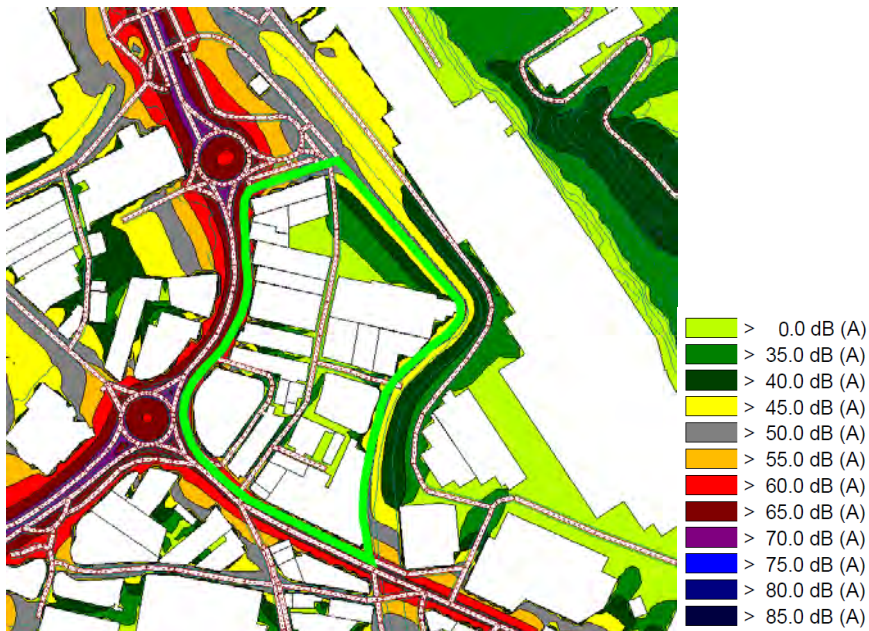 > 0.0 dB (A)
> 35.0 dB (A)
> 40.0 dB (A)
> 45.0 dB (A)
> 50.0 dB (A)
> 55.0 dB (A)
> 60.0 dB (A)
> 65.0 dB (A)
> 70.0 dB (A)
> 75.0 dB (A)
> 80.0 dB (A)
> 85.0 dB (A)